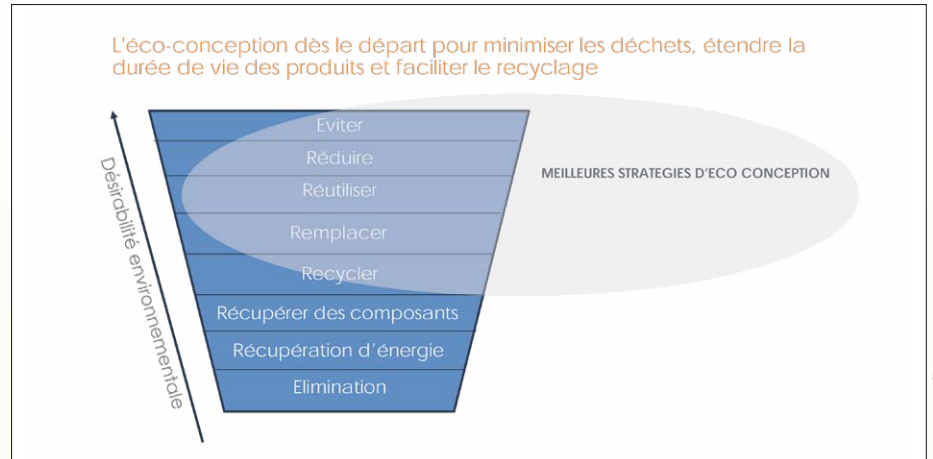 L'éco-conception dès le départ pour minimiser les déchets, étendre la
durée de vie des produits et faciliter le recyclage
Eviter
Réduire
Réutiliser
Remplacer
Recycler
Récupérer des composants
Récupération d'énergie
Elimination
Désirabilité environnementale
MEILLEURES STRATEGIES D'ECO CONCEPTION